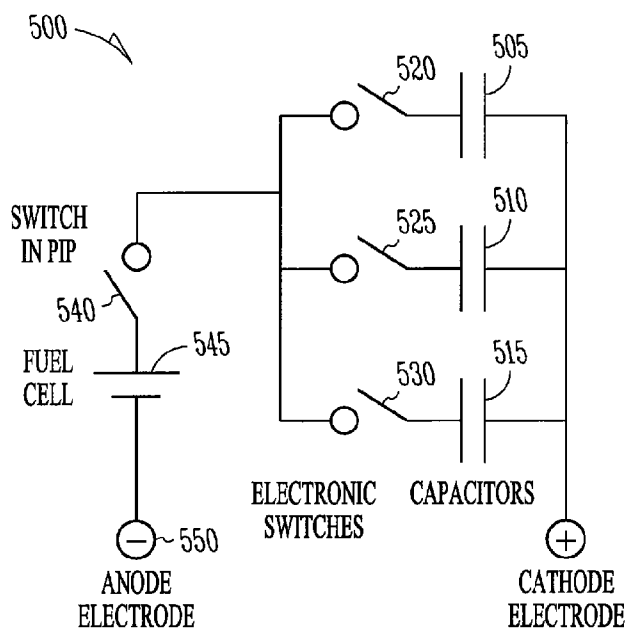 500
520
505
SWITCH
IN PIP
525
510
540
545
FUEL
CELL
530
515
ELECTRONIC
SWITCHES
CAPACITORS
−
550
+
ANODE
ELECTRODE
CATHODE
ELECTRODE